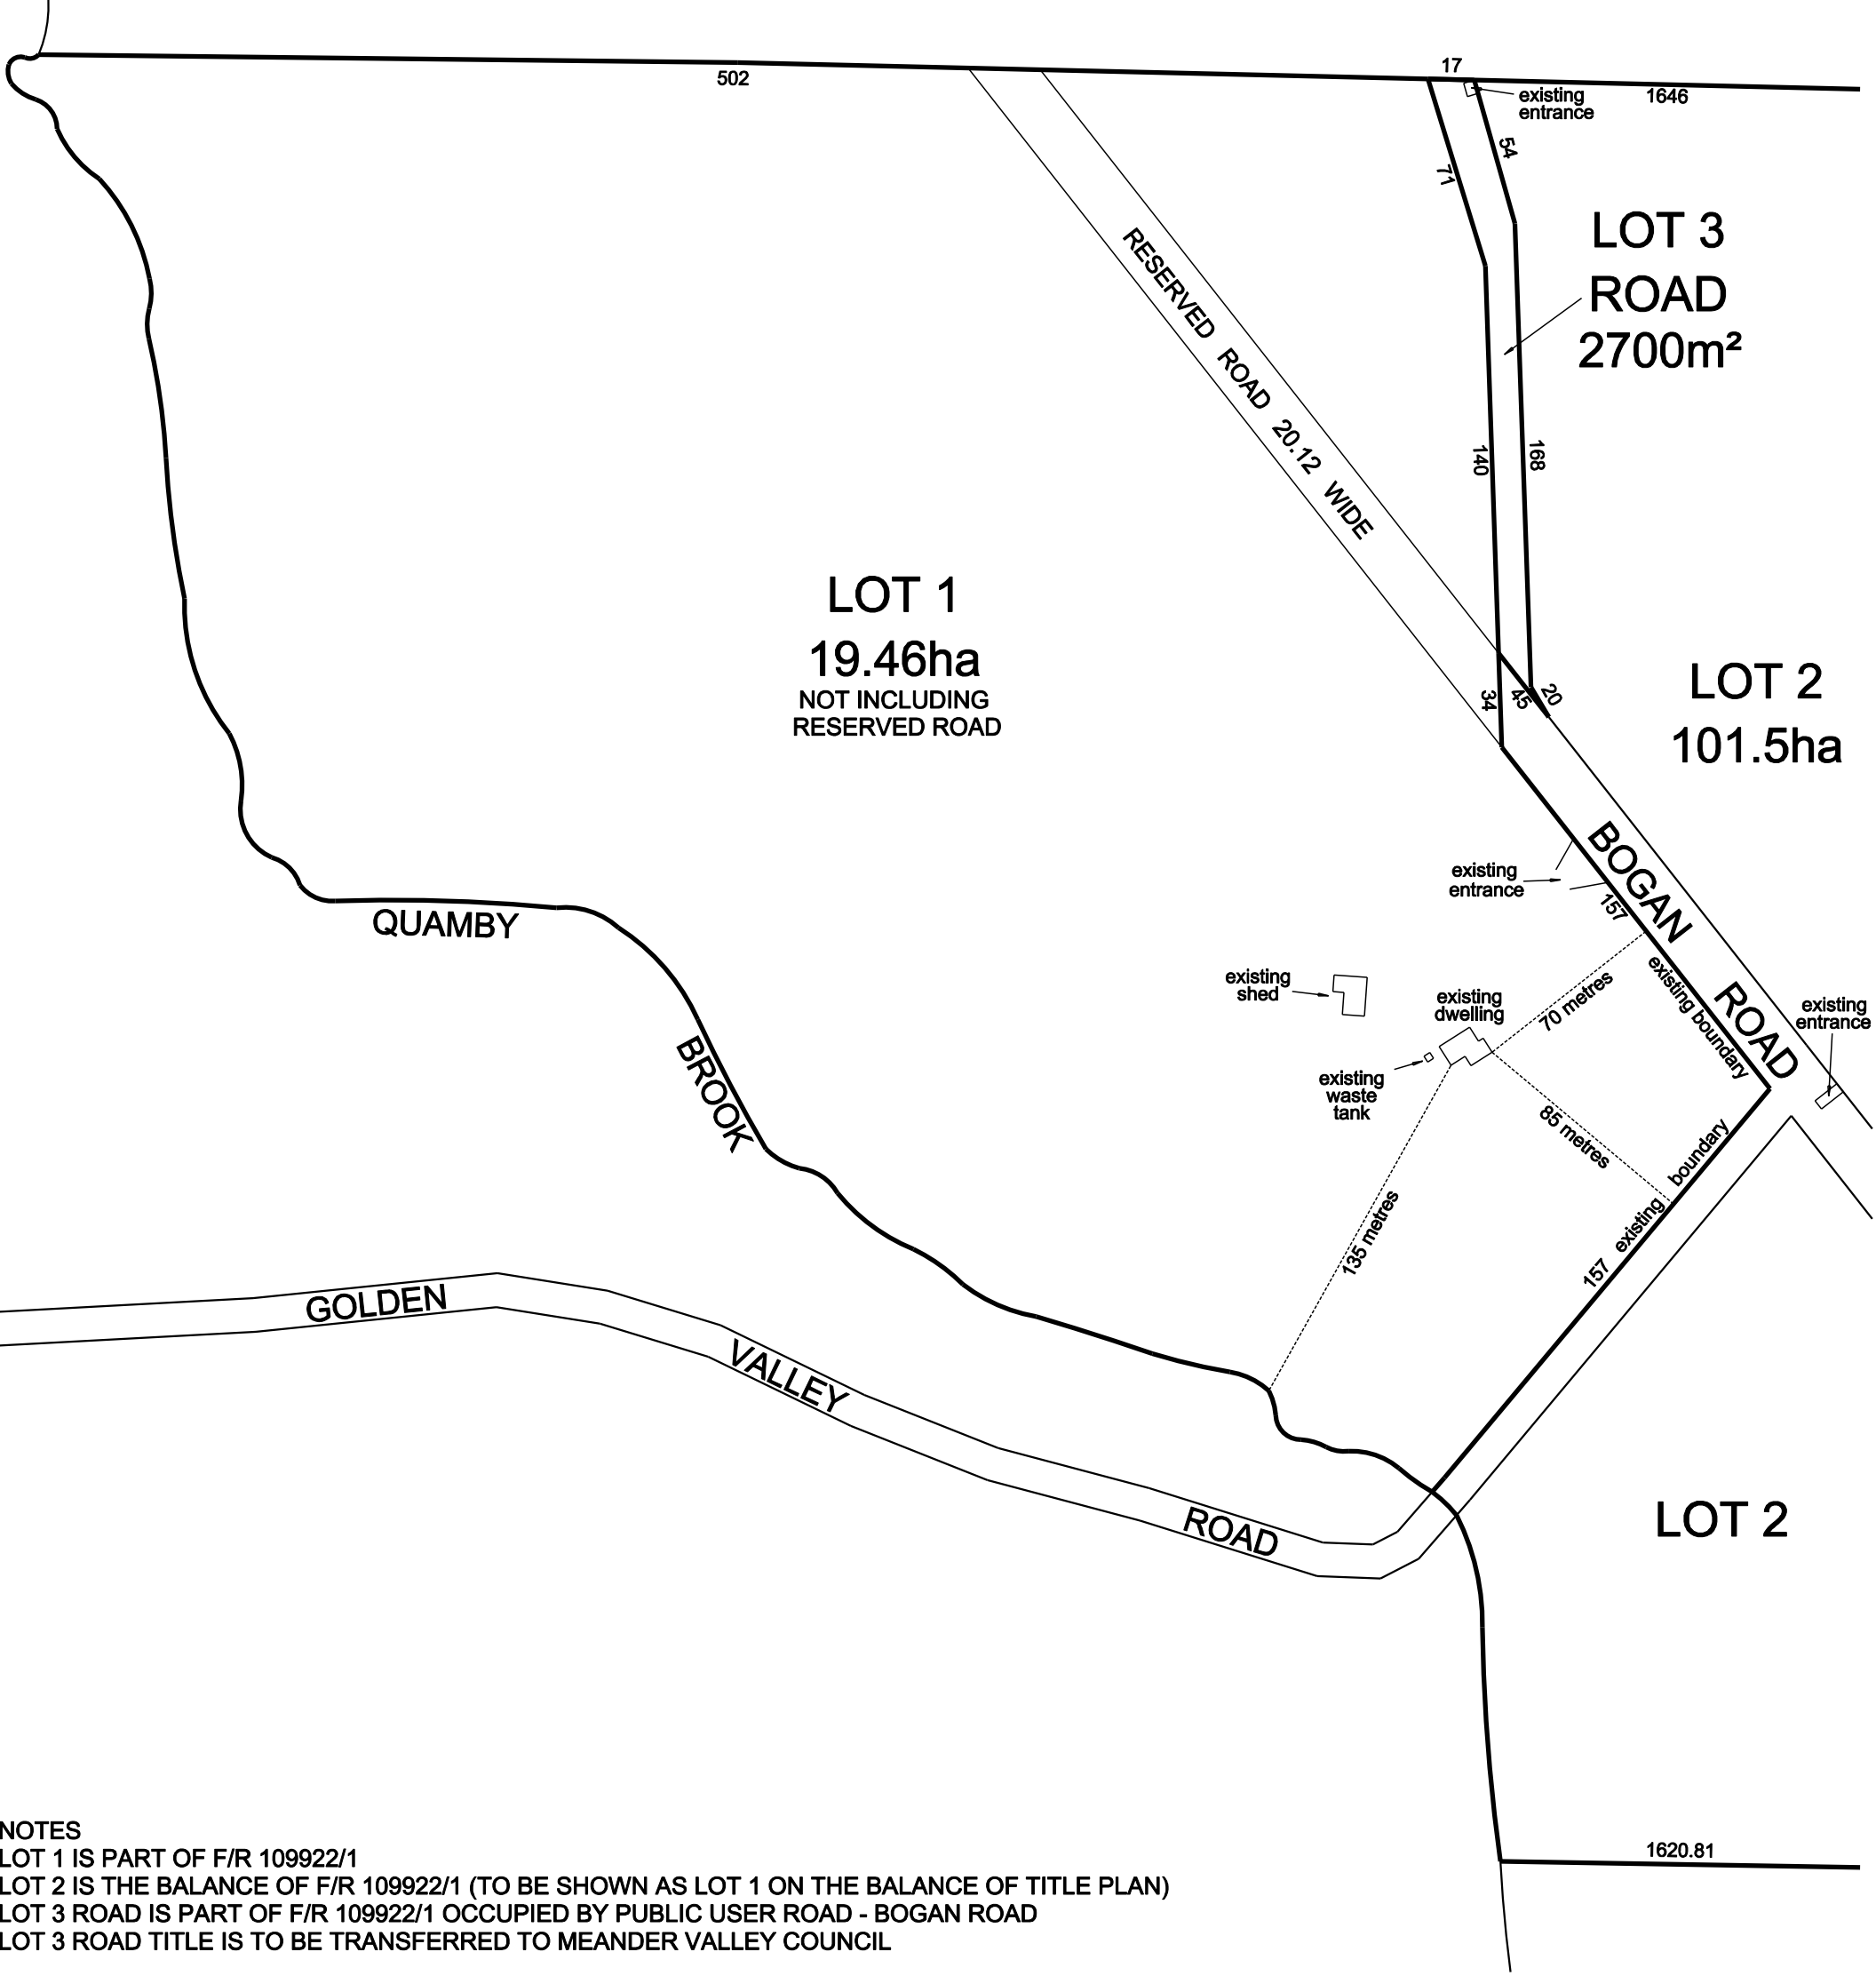 17
502
1646
existing
entrance
54
71
LOT 3
ROAD
2700m²
RESERVED ROAD 20.12 WIDE
140
168
LOT 1
19.46ha
NOT INCLUDING
RESERVED ROAD
LOT 2
101.5ha
34
45
20
BOGAN ROAD
existing
entrance
157
existing boundary
QUAMBY
BROOK
existing
shed
existing
dwelling
70 metres
existing
entrance
existing
waste
tank
85 metres
135 metres
157 existing boundary
GOLDEN
VALLEY
ROAD
LOT 2
1620.81
NOTES
LOT 1 IS PART OF F/R 109922/1
LOT 2 IS THE BALANCE OF F/R 109922/1 (TO BE SHOWN AS LOT 1 ON THE BALANCE OF TITLE PLAN)
LOT 3 ROAD IS PART OF F/R 109922/1 OCCUPIED BY PUBLIC USER ROAD - BOGAN ROAD
LOT 3 ROAD TITLE IS TO BE TRANSFERRED TO MEANDER VALLEY COUNCIL